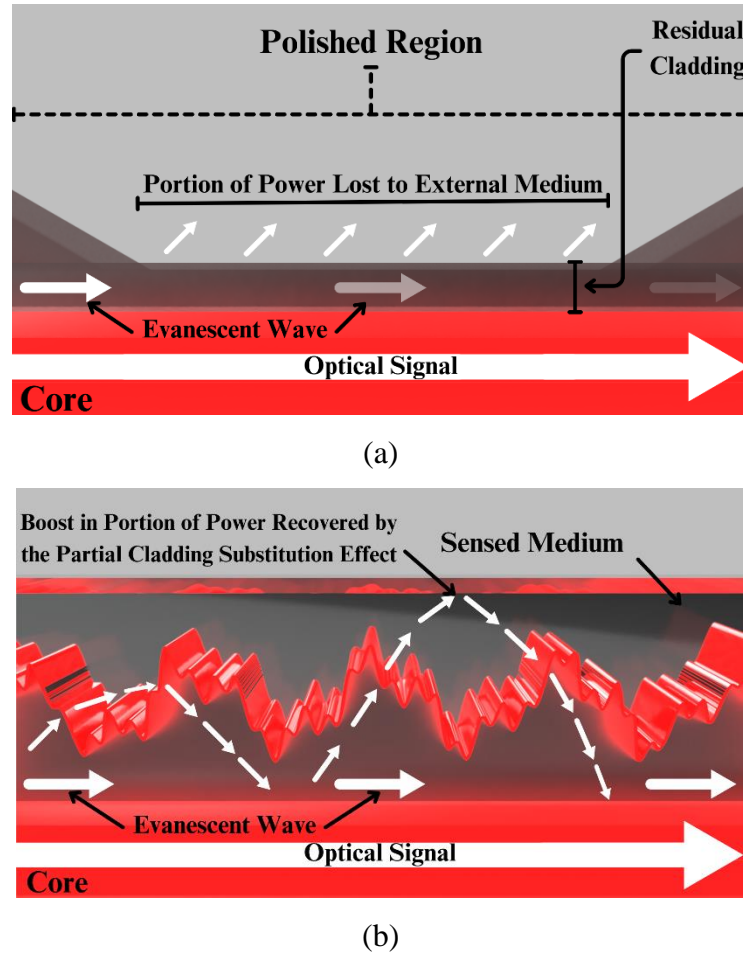 Polished Region
Residual
Cladding
Portion of Power Lost to External Medium
Evanescent Wave
Optical Signal
Core
(a)
Boost in Portion of Power Recovered by
the Partial Cladding Substitution Effect
Sensed Medium
Evanescent Wave
Optical Signal
Core
(b)